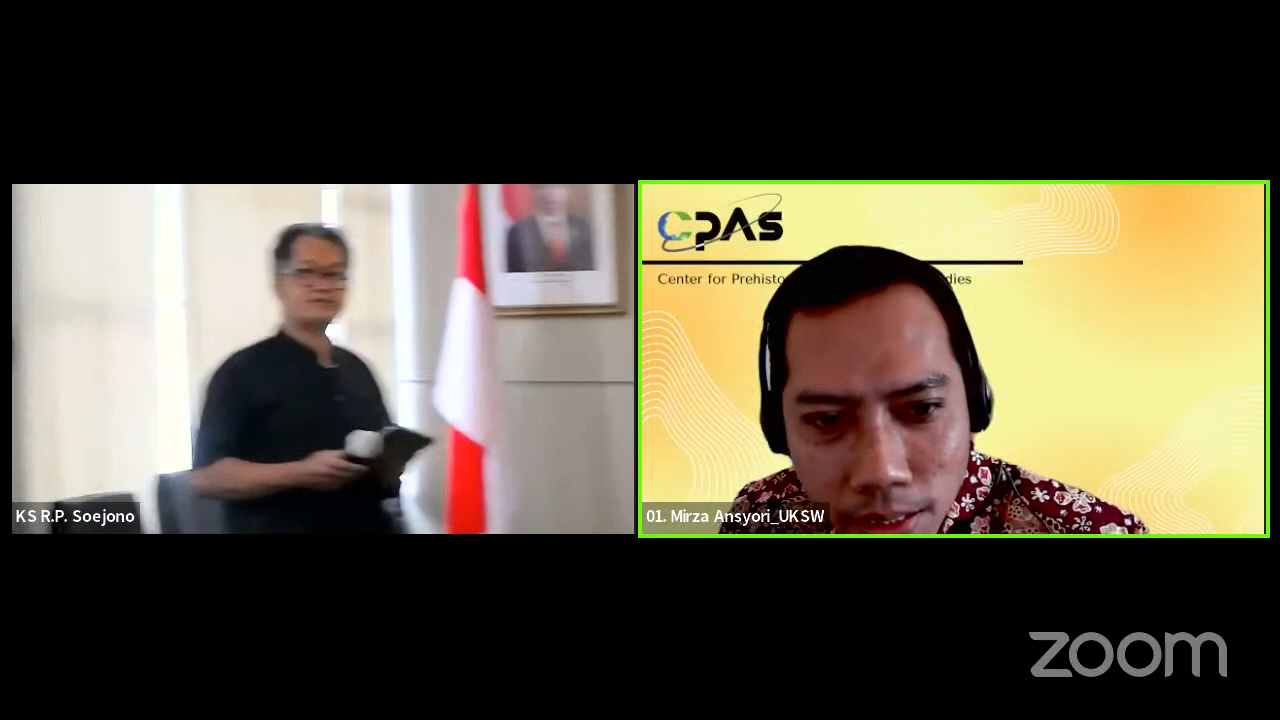 CPAS
Center for Prehisto dies
KS R.P. Soejono
01. Mirza Ansyori_UKSW
zoom